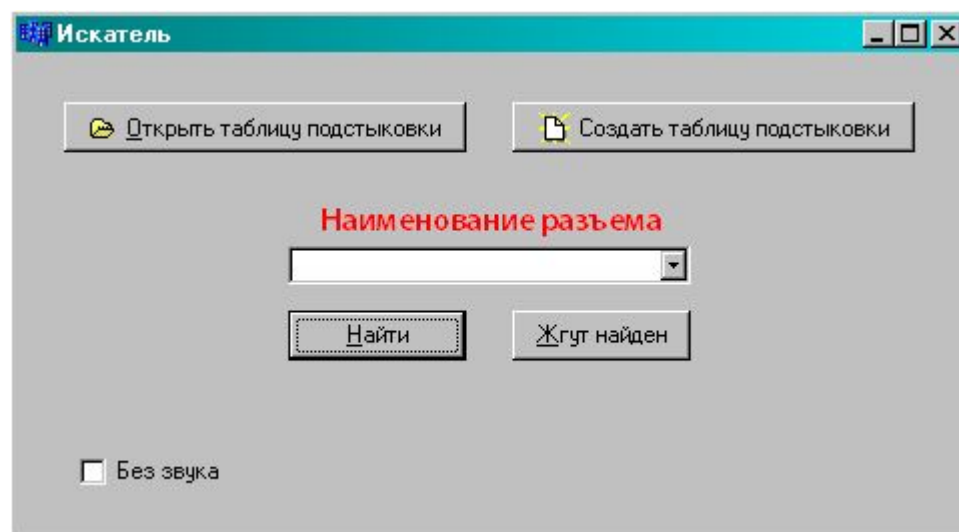 Искатель
Открыть таблицу подстыковки
Создать таблицу подстыковки
Наименование разъема
Найти
Жгут найден
Без звука